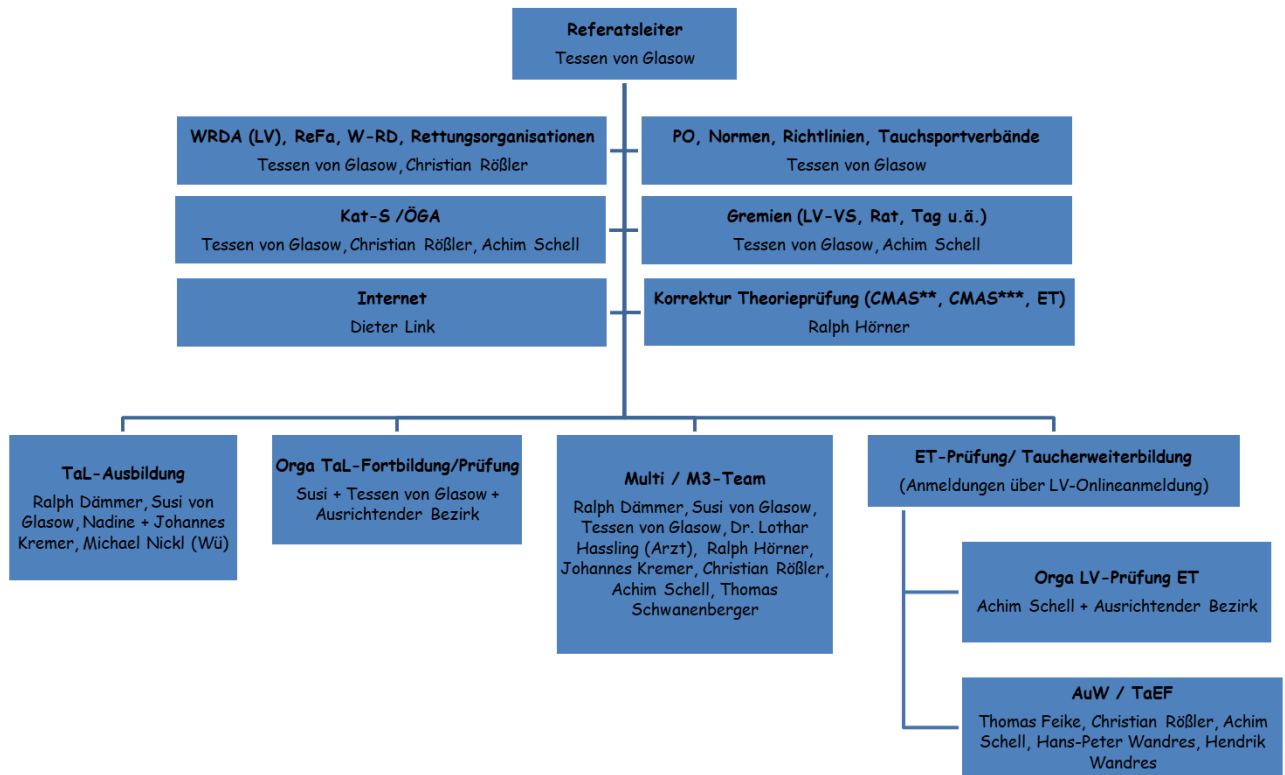 Referatsleiter
Tessen von Glasow
WRDA (LV), ReFa, W-RD, Rettungsorganisationen
Tessen von Glasow, Christian Rößler
PO, Normen, Richtlinien, Tauchsportverbände
Tessen von Glasow
Kat-S /ÖGA
Tessen von Glasow, Christian Rößler, Achim Schell
Gremien (LV-VS, Rat, Tag u.ä.)
Tessen von Glasow, Achim Schell
Internet
Dieter Link
Korrektur Theorieprüfung (CMAS**, CMAS***, ET)
Ralph Hörner
TaL-Ausbildung
Ralph Dämmer, Susi von
Glasow, Nadine + Johannes
Kremer, Michael Nickl (Wü)
Orga TaL-Fortbildung/Prüfung
Susi + Tessen von Glasow +
Ausrichtender Bezirk
Multi / M3-Team
Ralph Dämmer, Susi von Glasow,
Tessen von Glasow, Dr. Lothar
Hassling (Arzt), Ralph Hörner,
Johannes Kremer, Christian Rößler,
Achim Schell, Thomas
Schwanenberger
ET-Prüfung/ Taucherweiterbildung
(Anmeldungen über LV-Onlineanmeldung)
Orga LV-Prüfung ET
Achim Schell + Ausrichtender Bezirk
AuW / TaEF
Thomas Feike, Christian Rößler, Achim
Schell, Hans-Peter Wandres, Hendrik
Wandres